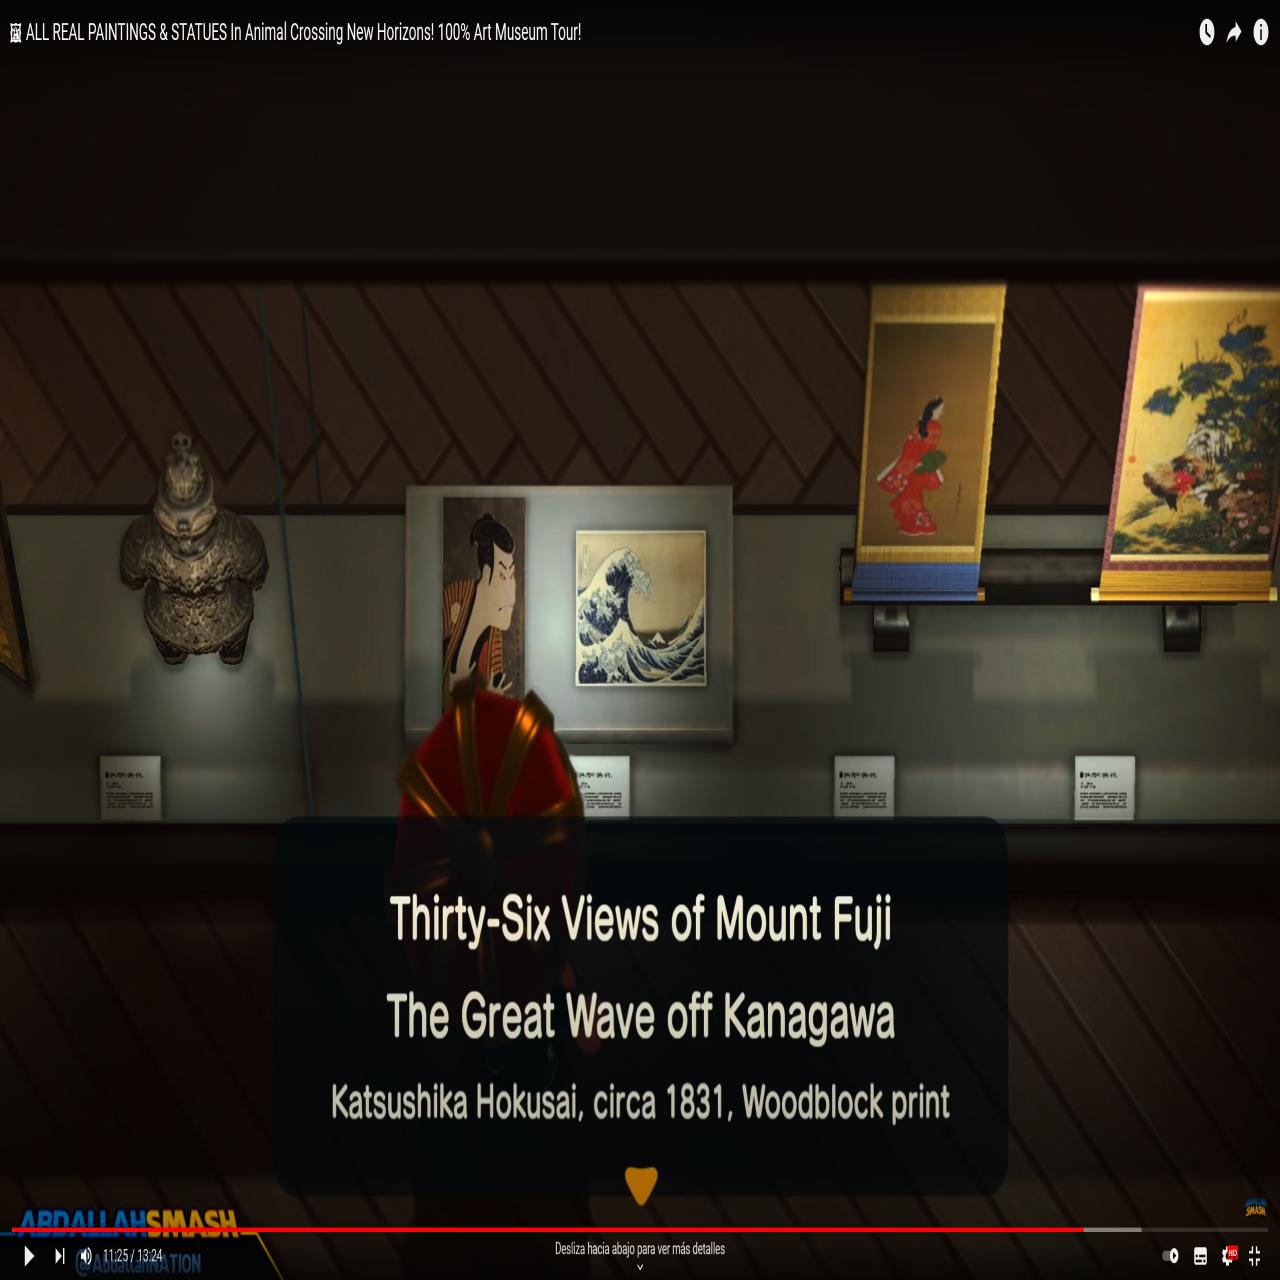 ALL REAL PAINTINGS & STATUES In Animal Crossing New Horizons! 100% Art Museum Tour!
Thirty-Six Views of Mount Fuji
The Great Wave off Kanagawa
Katsushika Hokusai, circa 1831, Woodblock print
ABDALLAHSMASH
@AbdallahNATION
11:25 / 13:24
Desliza hacia abajo para ver más detalles
HD
ABDALLAH
SMASH